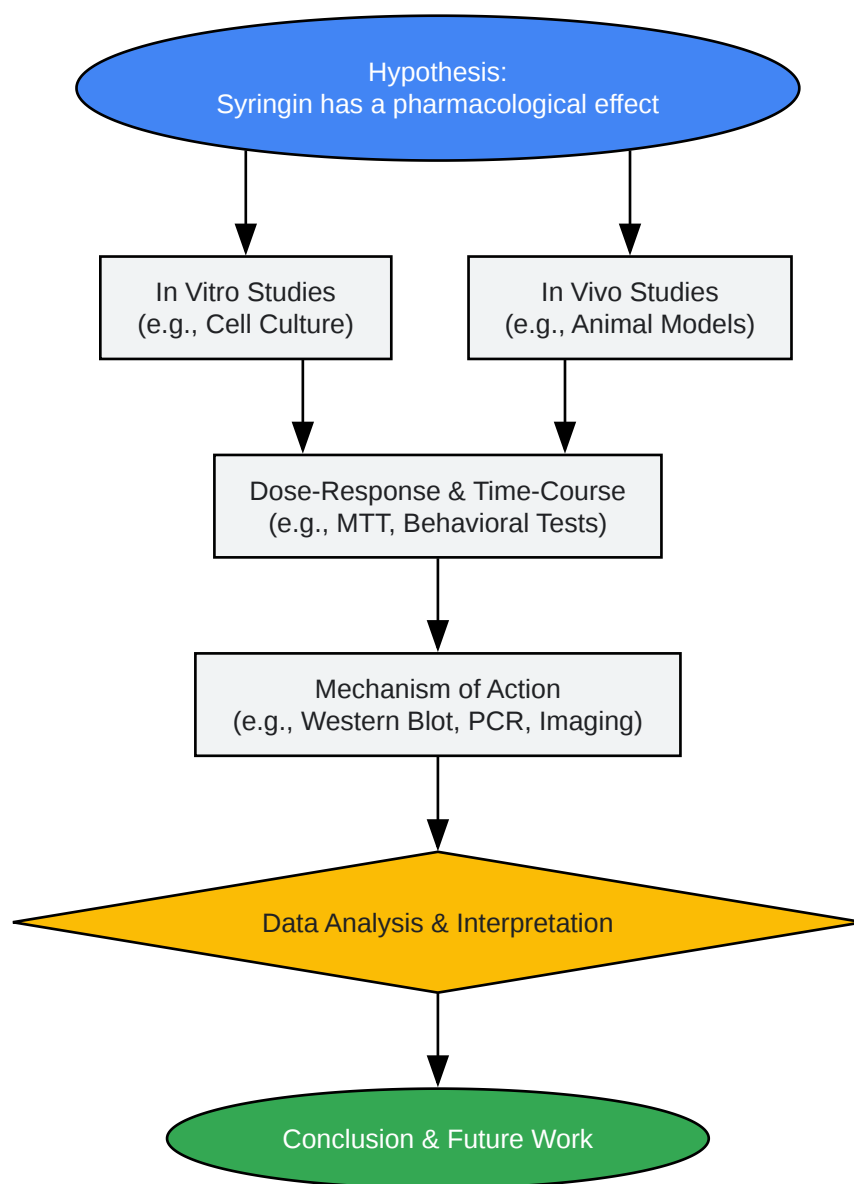 Hypothesis:
Syringin has a pharmacological effect
In Vitro Studies
(e.g., Cell Culture)
In Vivo Studies
(e.g., Animal Models)
Dose-Response & Time-Course
(e.g., MTT, Behavioral Tests)
Mechanism of Action
(e.g., Western Blot, PCR, Imaging)
Data Analysis & Interpretation
Conclusion & Future Work